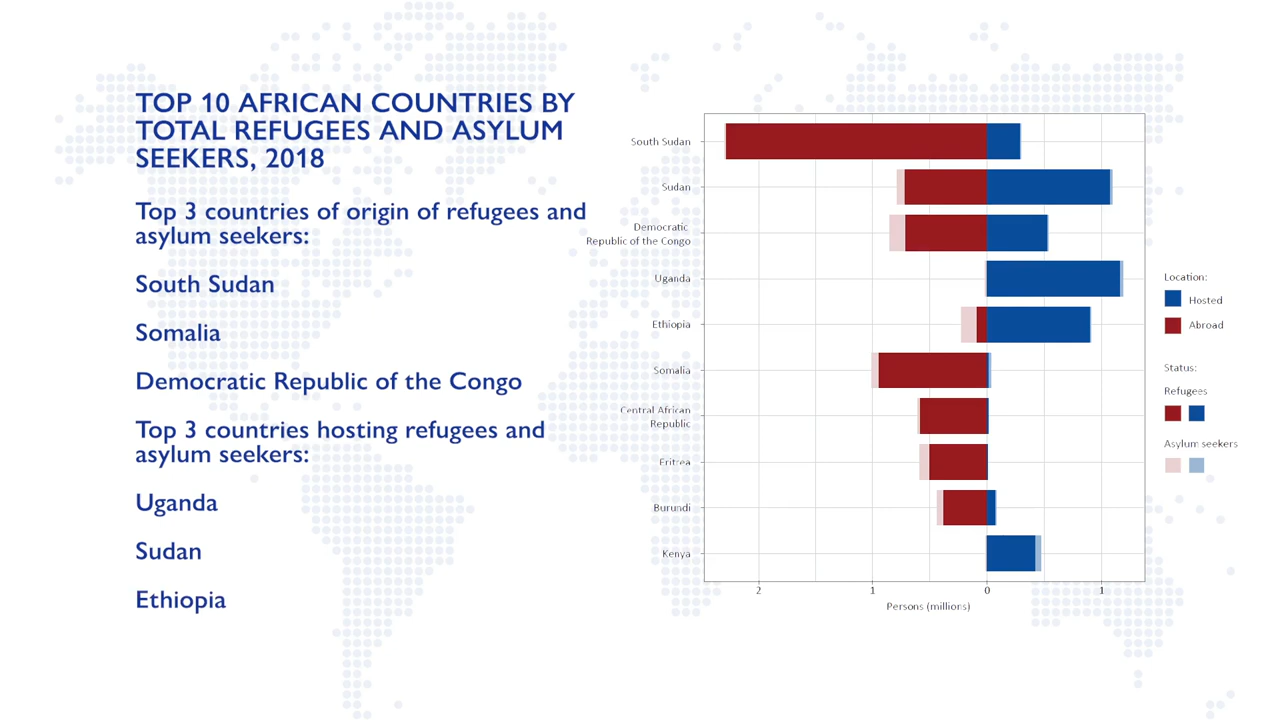 TOP 10 AFRICAN COUNTRIES BY
TOTAL REFUGEES AND ASYLUM
SEEKERS, 2018
Top 3 countries of origin of refugees and
asylum seekers:
South Sudan
Somalia
Democratic Republic of the Congo
Top 3 countries hosting refugees and
asylum seekers:
Uganda
Sudan
Ethiopia
South Sudan
Sudan
Democratic
Republic of the Congo
Uganda
Ethiopia
Somalia
Central African
Republic
Eritrea
Burundi
Kenya
2 1 0 1
Persons (millions)
Location:
Hosted
Abroad
Status:
Refugees
Asylum seekers